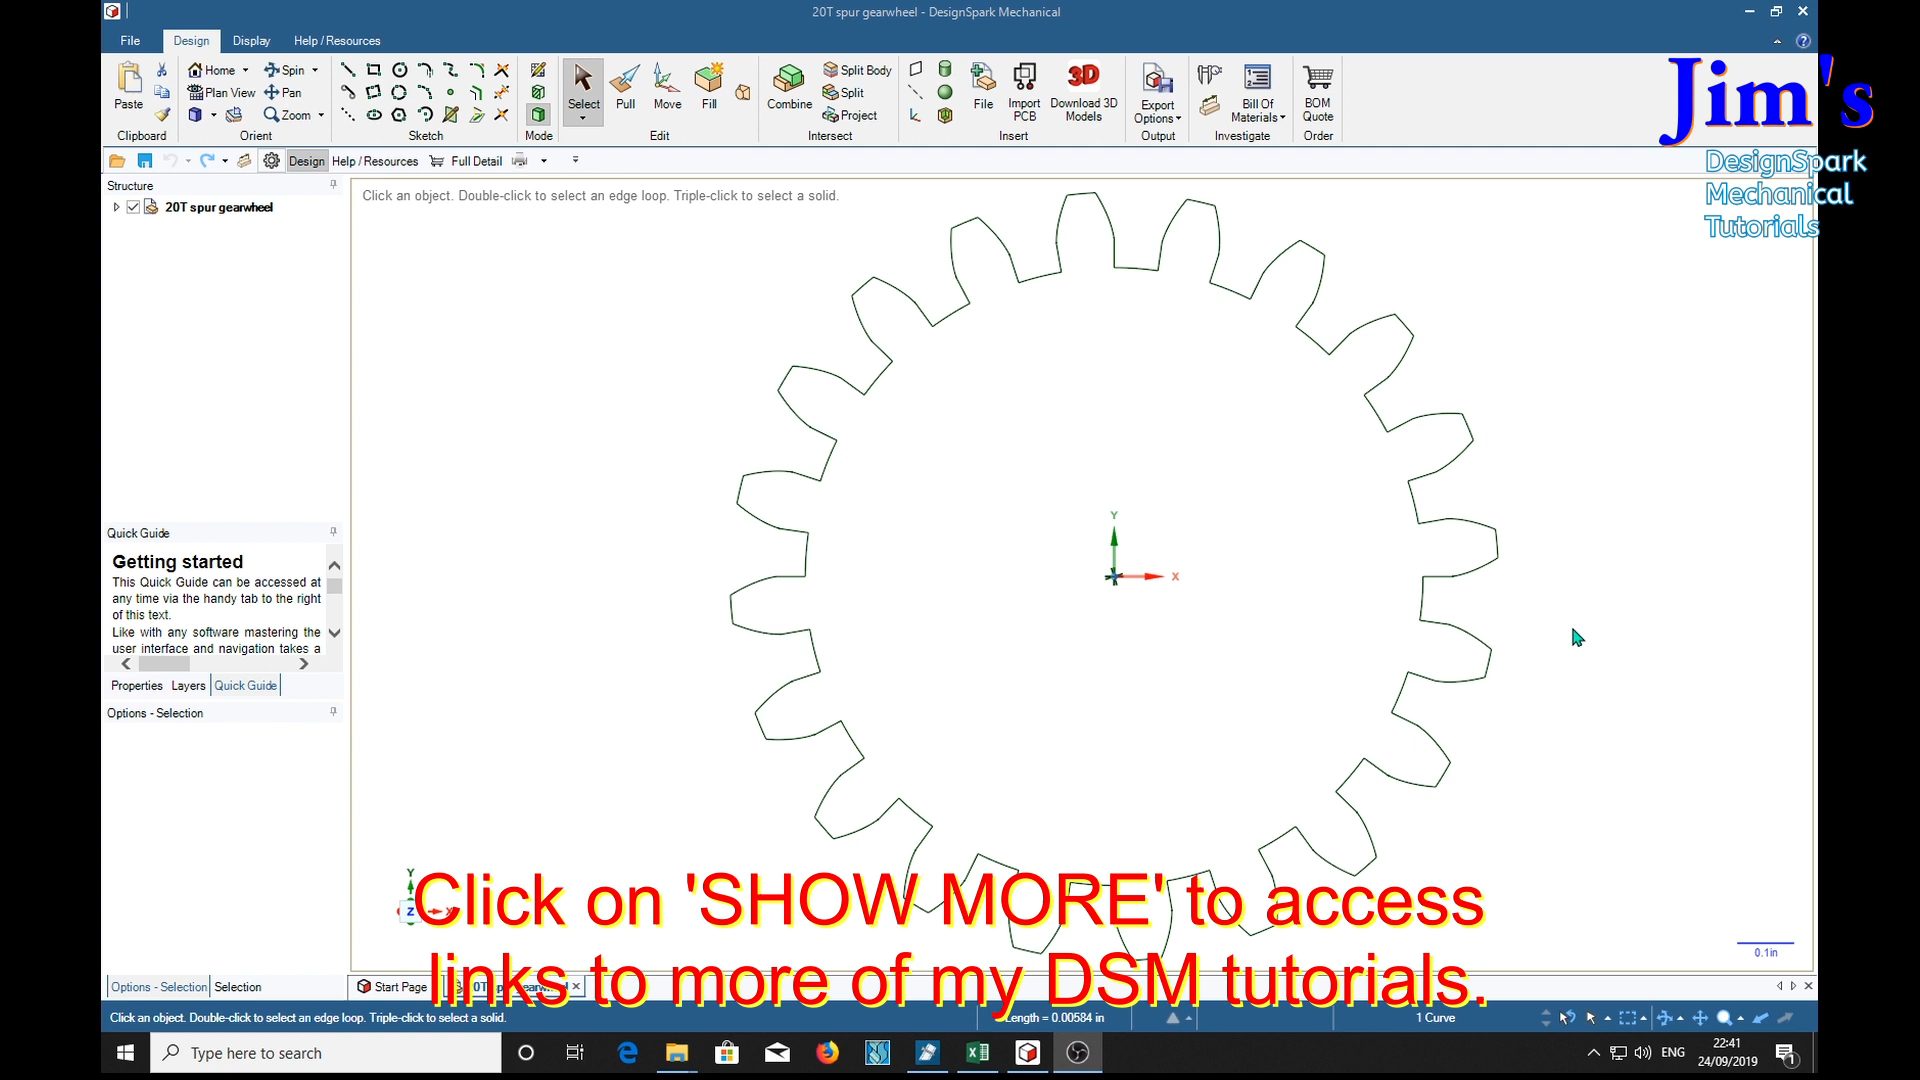 20T spur gearwheel - DesignSpark Mechanical
File Design Display Help / Resources
Jim's
DesignSpark
Mechanical
Tutorials
Paste
Home Spin
Plan View Pan
Zoom
Select Pull Move Fill
Combine
Split Body
Split
Project
File Import PCB Download 3D Models
Export Options
Bill Of Materials
BOM Quote
Clipboard Orient Sketch Mode Edit Intersect Insert Output Investigate Order
Design Help / Resources Full Detail
Structure
20T spur gearwheel
Click an object. Double-click to select an edge loop. Triple-click to select a solid.
Y
X
Quick Guide
Getting started
This Quick Guide can be accessed at
any time via the handy tab to the right
of this text.
Like with any software mastering the
user interface and navigation takes a
Properties Layers Quick Guide
Options - Selection
Y
Z
X
Click on 'SHOW MORE' to access
links to more of my DSM tutorials.
0.1in
Options - Selection Selection
Start Page
Click an object. Double-click to select an edge loop. Triple-click to select a solid.
Length = 0.00584 in
1 Curve
Type here to search
ENG
22:41
24/09/2019
1